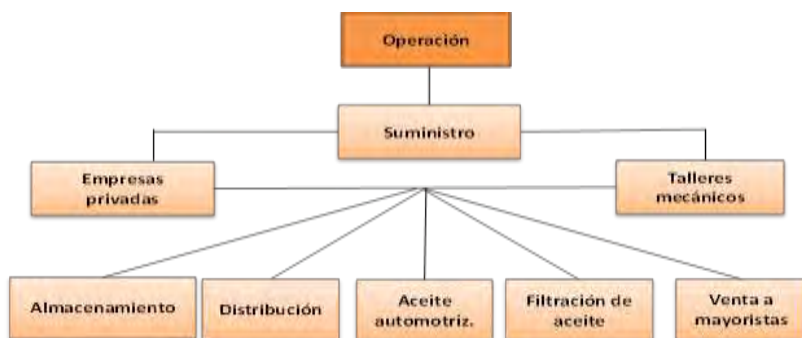 Operación
Suministro
Empresas
privadas
Talleres
mecánicos
Almacenamiento
Distribución
Aceite
automotriz.
Filtración de
aceite
Venta a
mayoristas